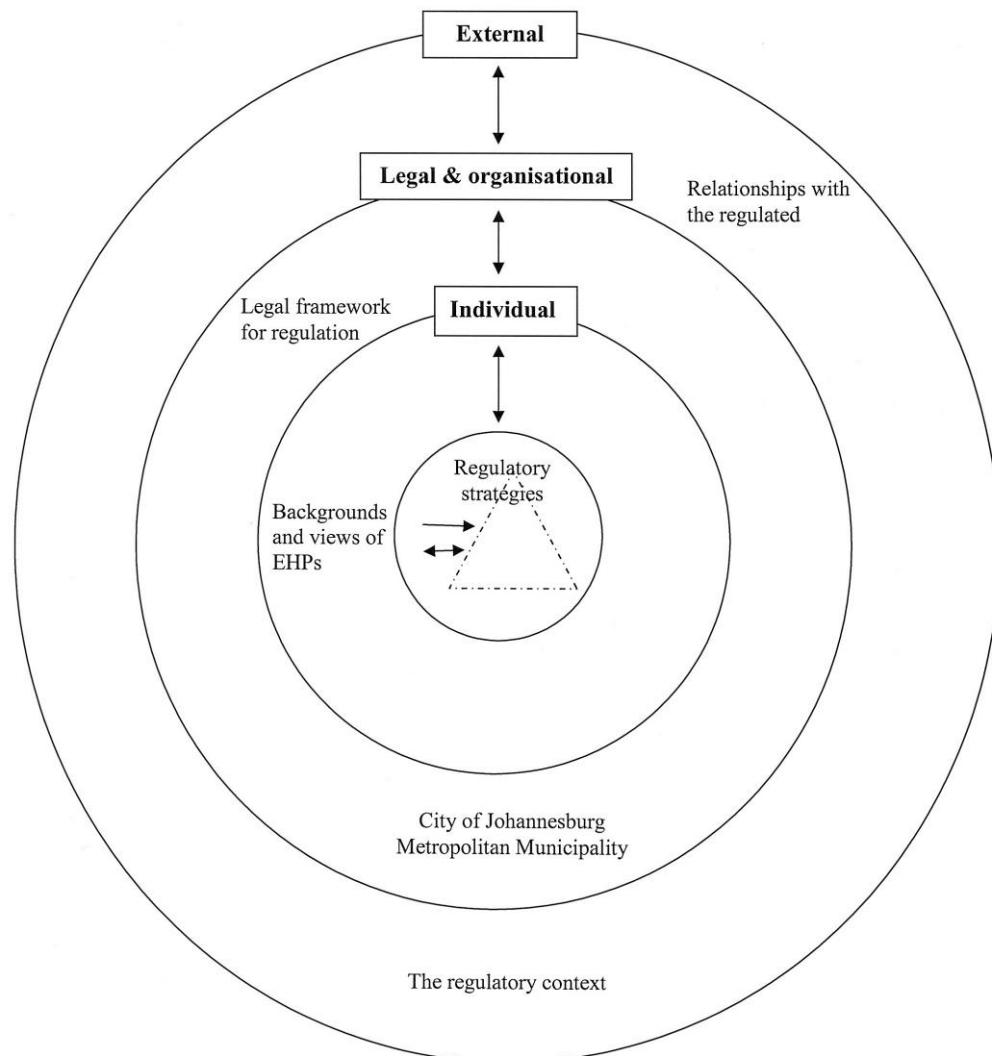 External
Legal & organisational
Relationships with
the regulated
Legal framework
for regulation
Individual
Regulatory
strategies
Backgrounds
and views of
EHPs
City of Johannesburg
Metropolitan Municipality
The regulatory context